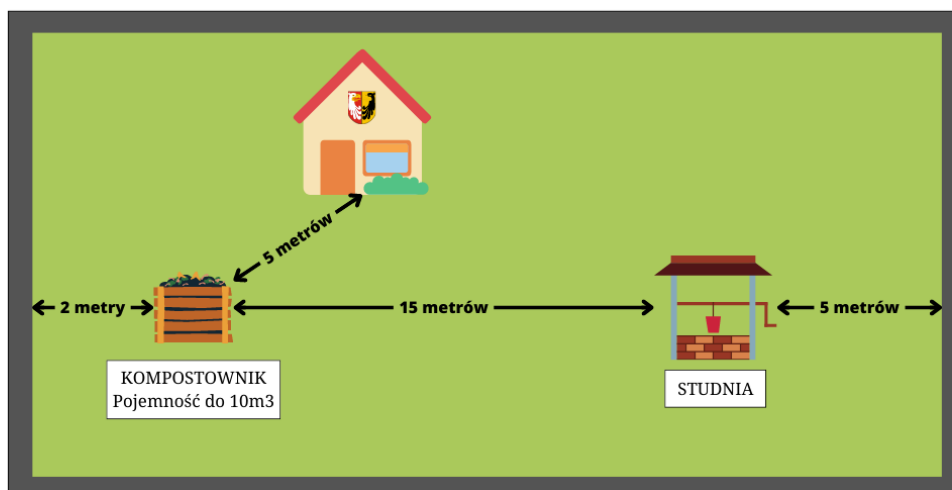 5 metrów
2 metry
15 metrów
5 metrów
KOMPOSTOWNIK
Pojemność do 10m3
STUDNIA